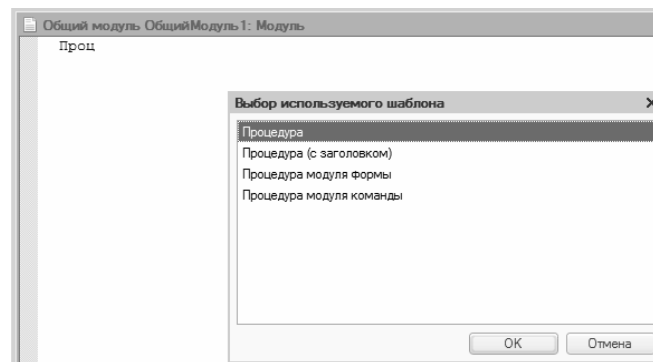 Общий модуль ОбщийМодуль1: Модуль
Проц
Выбор используемого шаблона
Процедура
Процедура (с заголовком)
Процедура модуля формы
Процедура модуля команды
OK Отмена